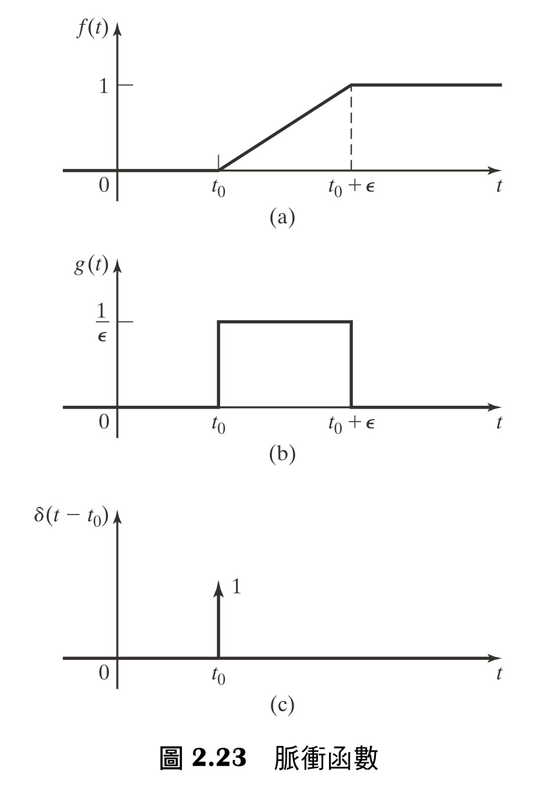 f(t)
1
0 t₀ t₀ + ϵ t
(a)
g(t)
1
ϵ
0 t₀ t₀ + ϵ t
(b)
δ(t − t₀)
1
0 t₀ t
(c)
圖 2.23 脈衝函數